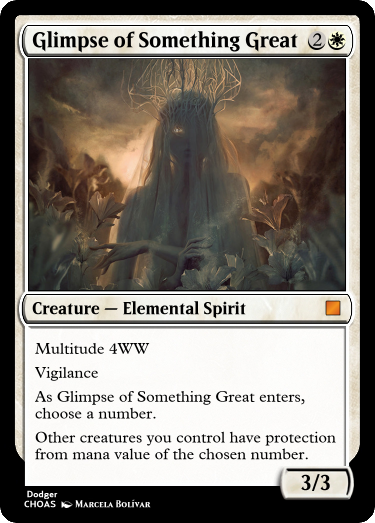 Glimpse of Something Great 2
Creature — Elemental Spirit
Multitude 4WW
Vigilance
As Glimpse of Something Great enters,
choose a number.
Other creatures you control have protection
from mana value of the chosen number.
3/3
Dodger
CHOAS Marcela Bolívar